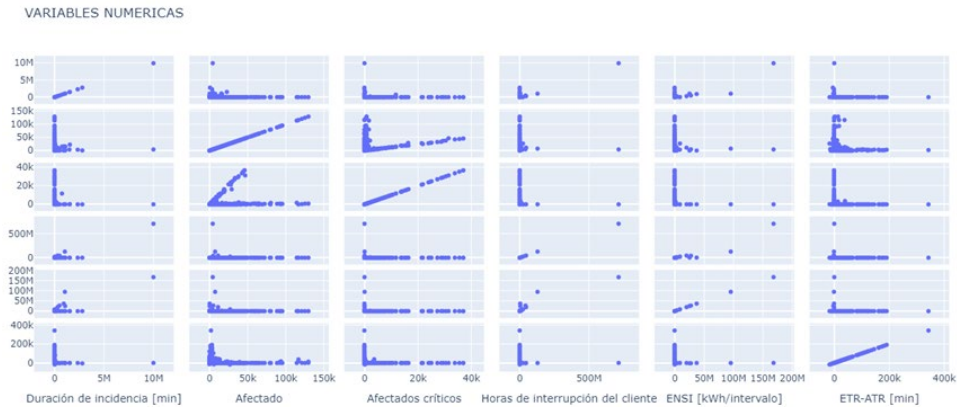 VARIABLES NUMERICAS
10M
5M
0
150k
100k
50k
0
40k
20k
0
500M
0
200M
150M
100M
50M
0
400k
200k
0
0 5M 10M 0 50k 100k 150k 0 20k 40k 0 500M 0 50M 100M 150M 200M 0 200k 400k
Duración de incidencia [min] Afectado Afectados críticos Horas de interrupción del cliente ENSI [kWh/intervalo] ETR-ATR [min]